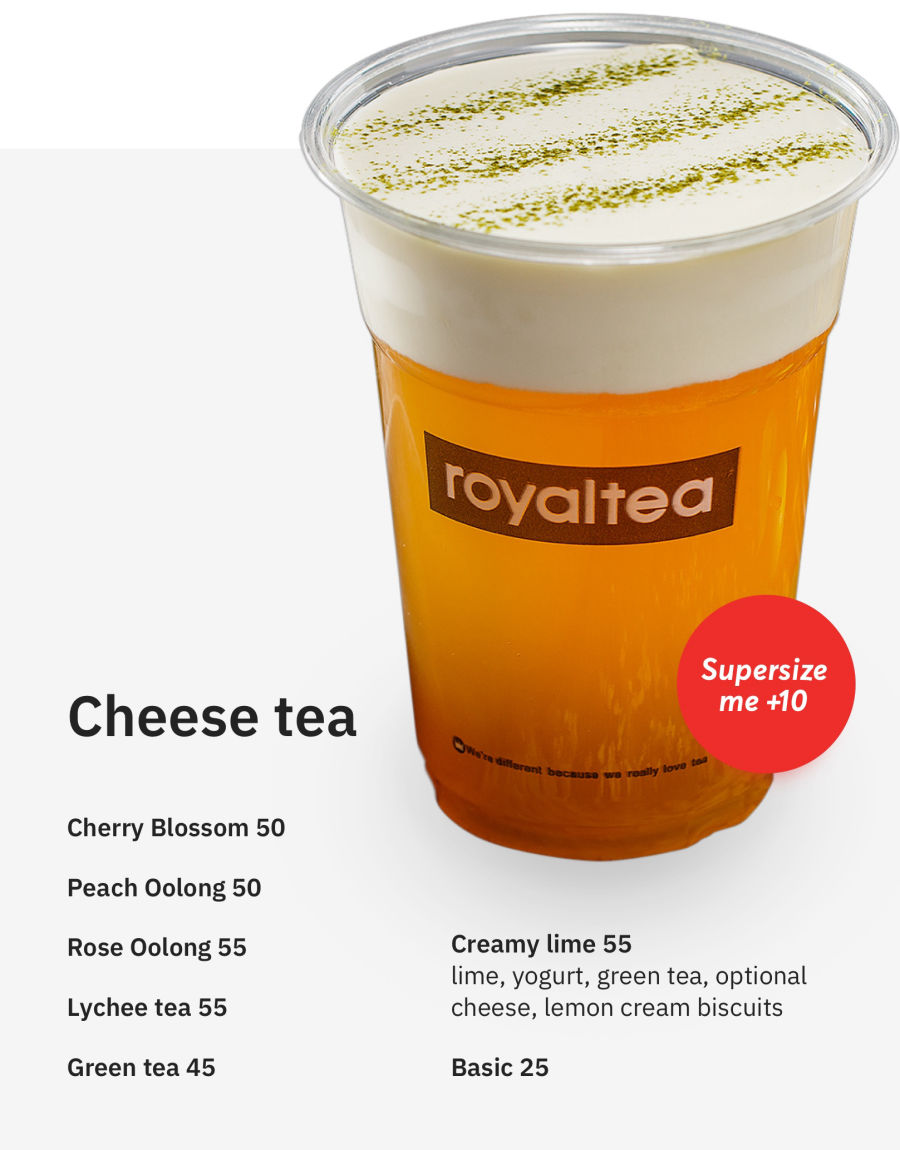 royaltea
We're different because we really love tea
Supersize
me +10
Cheese tea
Cherry Blossom 50
Peach Oolong 50
Rose Oolong 55
Lychee tea 55
Green tea 45
Creamy lime 55
lime, yogurt, green tea, optional
cheese, lemon cream biscuits
Basic 25